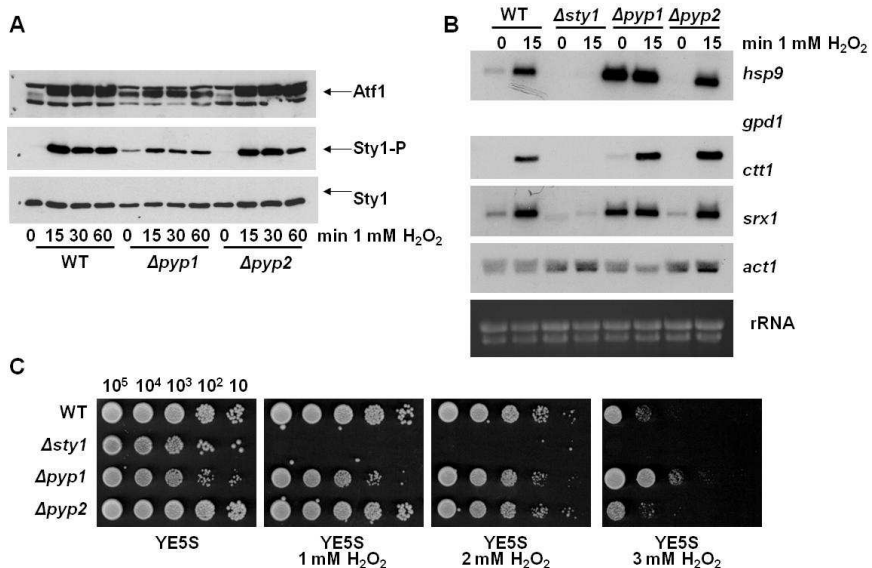 A
Atf1
Sty1-P
Sty1
0 15 30 60 0 15 30 60 0 15 30 60 min 1 mM H₂O₂
WT Δpyp1 Δpyp2
B
WT Δsty1 Δpyp1 Δpyp2
0 15 0 15 0 15 0 15 min 1 mM H₂O₂
hsp9
gpd1
ctt1
srx1
act1
rRNA
C
10⁵ 10⁴ 10³ 10² 10
WT
Δsty1
Δpyp1
Δpyp2
YE5S YE5S YE5S YE5S
1 mM H₂O₂ 2 mM H₂O₂ 3 mM H₂O₂